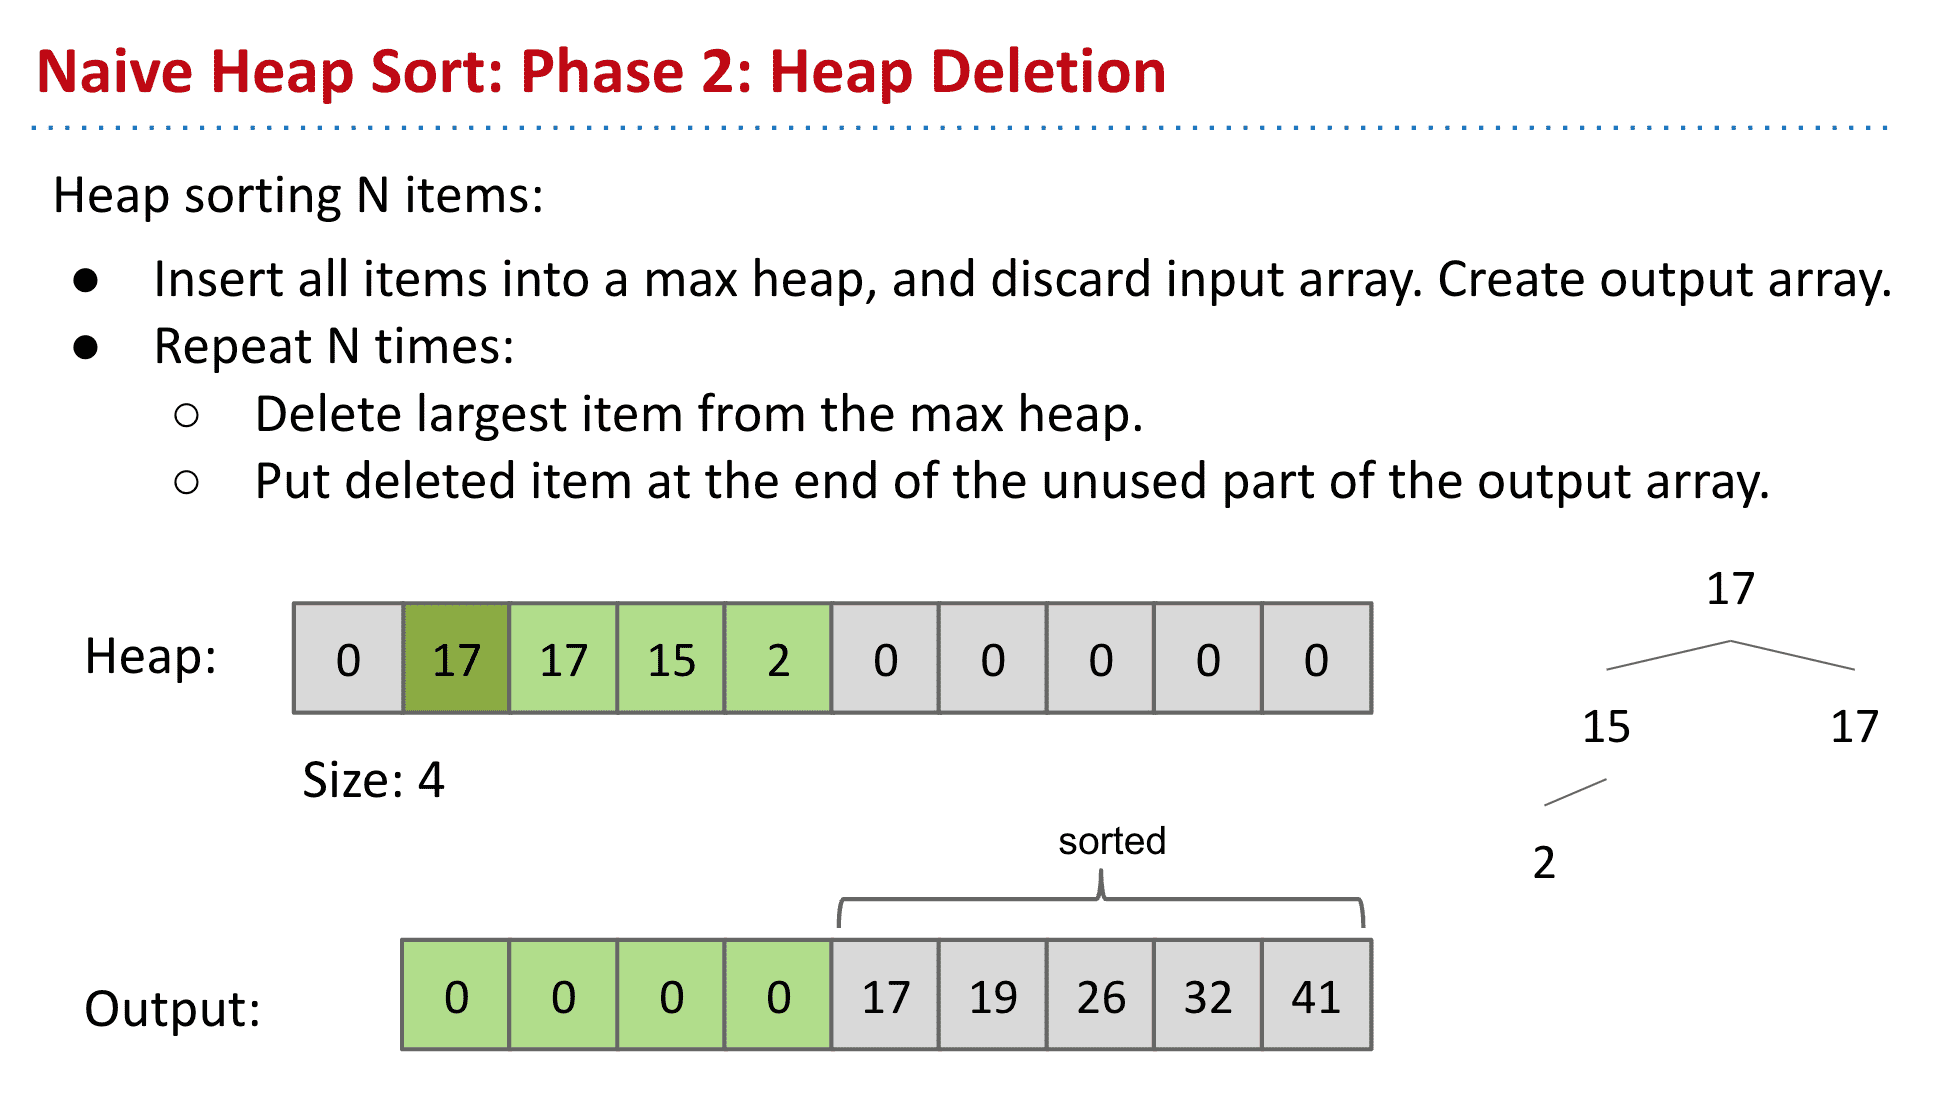 Naive Heap Sort: Phase 2: Heap Deletion
Heap sorting N items:
● Insert all items into a max heap, and discard input array. Create output array.
● Repeat N times:
○ Delete largest item from the max heap.
○ Put deleted item at the end of the unused part of the output array.
Heap: 0 17 17 15 2 0 0 0 0 0
Size: 4
17
15 17
2
sorted
Output: 0 0 0 0 17 19 26 32 41